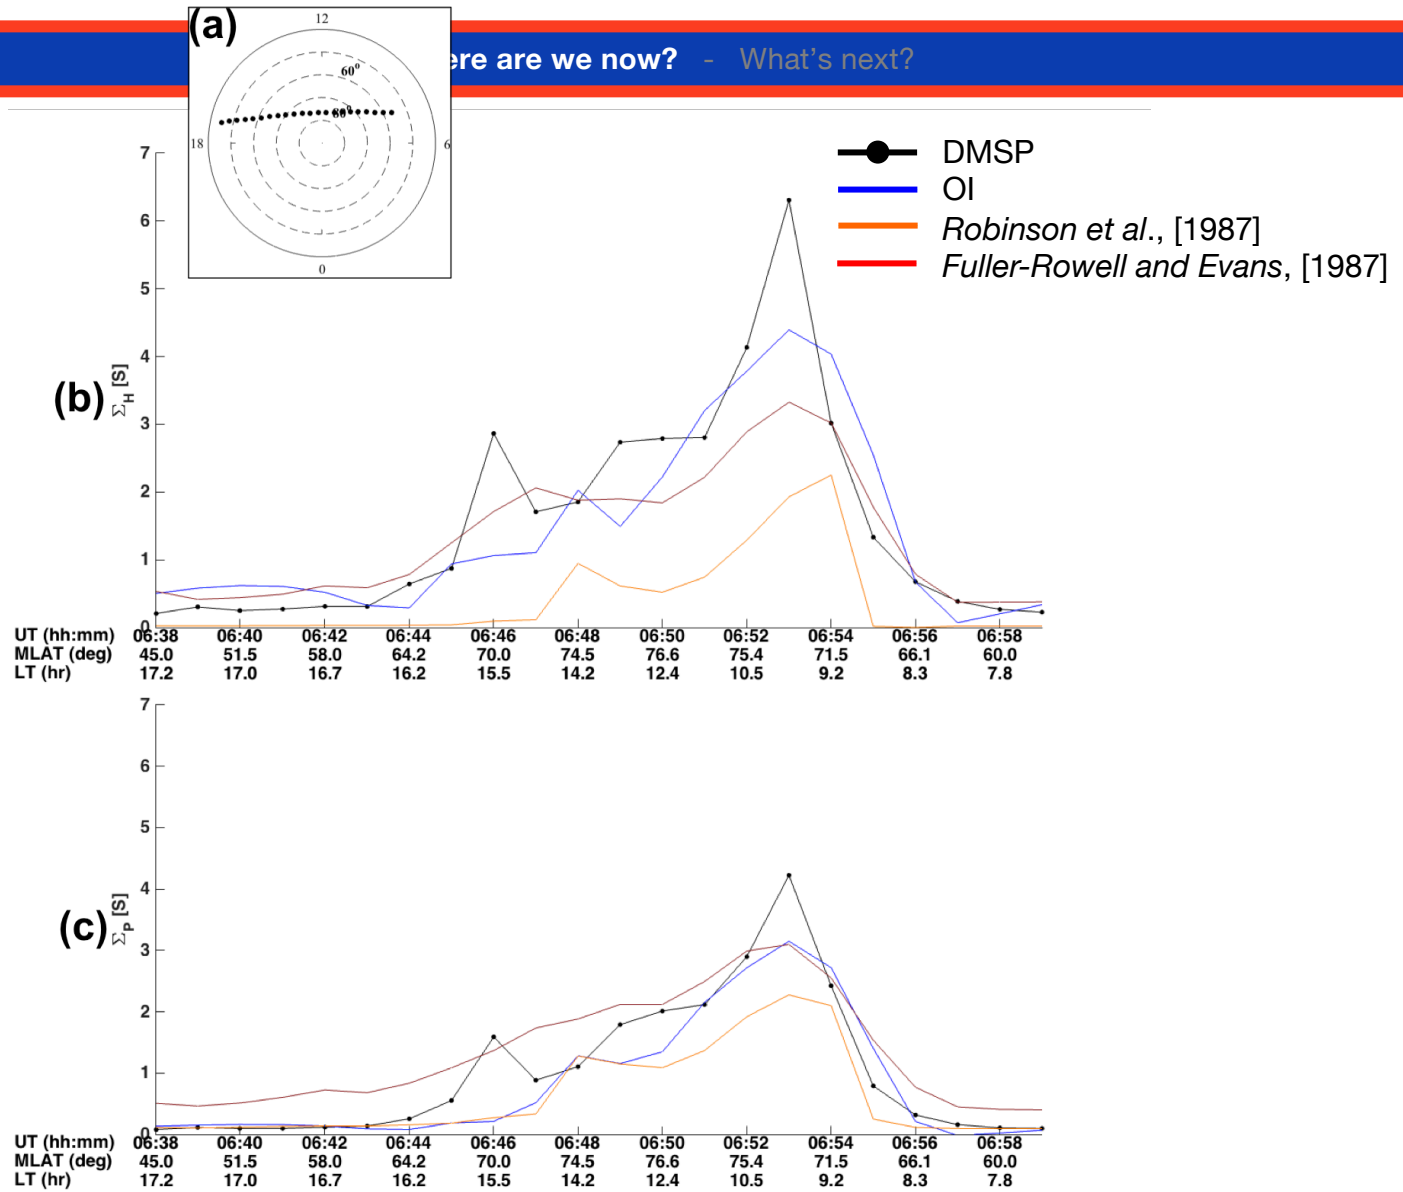 (a)
ere are we now? - What's next?
12
60°
80°
18
6
0
DMSP
OI
Robinson et al., [1987]
Fuller-Rowell and Evans, [1987]
(b)
Σ_H [S]
7
6
5
4
3
2
1
0
UT (hh:mm) 06:38 06:40 06:42 06:44 06:46 06:48 06:50 06:52 06:54 06:56 06:58
MLAT (deg) 45.0 51.5 58.0 64.2 70.0 74.5 76.6 75.4 71.5 66.1 60.0
LT (hr) 17.2 17.0 16.7 16.2 15.5 14.2 12.4 10.5 9.2 8.3 7.8
(c)
Σ_P [S]
7
6
5
4
3
2
1
0
UT (hh:mm) 06:38 06:40 06:42 06:44 06:46 06:48 06:50 06:52 06:54 06:56 06:58
MLAT (deg) 45.0 51.5 58.0 64.2 70.0 74.5 76.6 75.4 71.5 66.1 60.0
LT (hr) 17.2 17.0 16.7 16.2 15.5 14.2 12.4 10.5 9.2 8.3 7.8